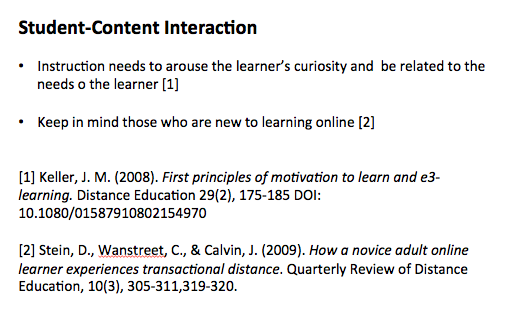 Student-Content Interaction
• Instruction needs to arouse the learner's curiosity and  be related to the
needs o the learner [1]
• Keep in mind those who are new to learning online [2]
[1] Keller, J. M. (2008). First principles of motivation to learn and e3-
learning. Distance Education 29(2), 175-185 DOI:
10.1080/01587910802154970
[2] Stein, D., Wanstreet, C., & Calvin, J. (2009). How a novice adult online
learner experiences transactional distance. Quarterly Review of Distance
Education, 10(3), 305-311,319-320.